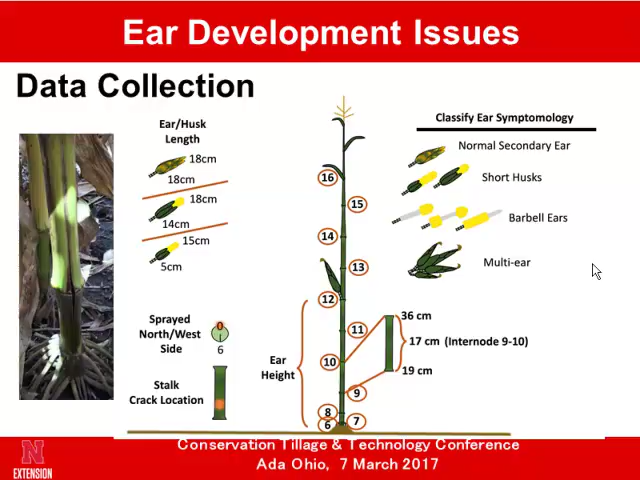 Ear Development Issues
Data Collection
Ear/Husk
Length
18cm
18cm
18cm
14cm
15cm
5cm
Sprayed
North/West
Side
0
6
Stalk
Crack Location
Ear
Height
16
15
14
13
12
11
10
9
8
7
6
36 cm
17 cm (Internode 9-10)
19 cm
Classify Ear Symptomology
Normal Secondary Ear
Short Husks
Barbell Ears
Multi-ear
N
EXTENSION
Conservation Tillage & Technology Conference
Ada Ohio, 7 March 2017